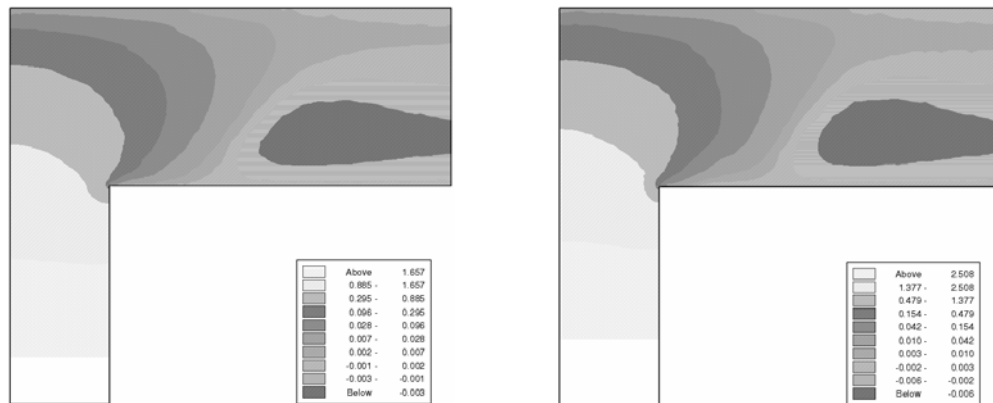 Above 1.657
0.885 - 1.657
0.295 - 0.885
0.096 - 0.295
0.028 - 0.096
0.007 - 0.028
0.002 - 0.007
-0.001 - 0.002
-0.003 - -0.001
Below -0.003
Above 2.508
1.377 - 2.508
0.479 - 1.377
0.154 - 0.479
0.042 - 0.154
0.010 - 0.042
0.003 - 0.010
-0.002 - 0.003
-0.006 - -0.002
Below -0.006